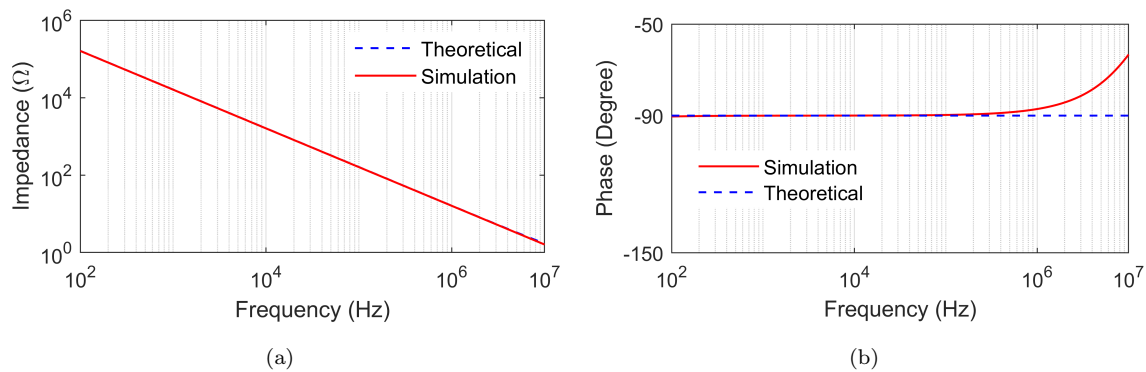 10^6
10^4
10^2
10^0
Impedance (Ω)
Theoretical
Simulation
10^2
10^4
10^6
10^7
Frequency (Hz)
(a)
-50
-90
-150
Phase (Degree)
Simulation
Theoretical
10^2
10^4
10^6
10^7
Frequency (Hz)
(b)